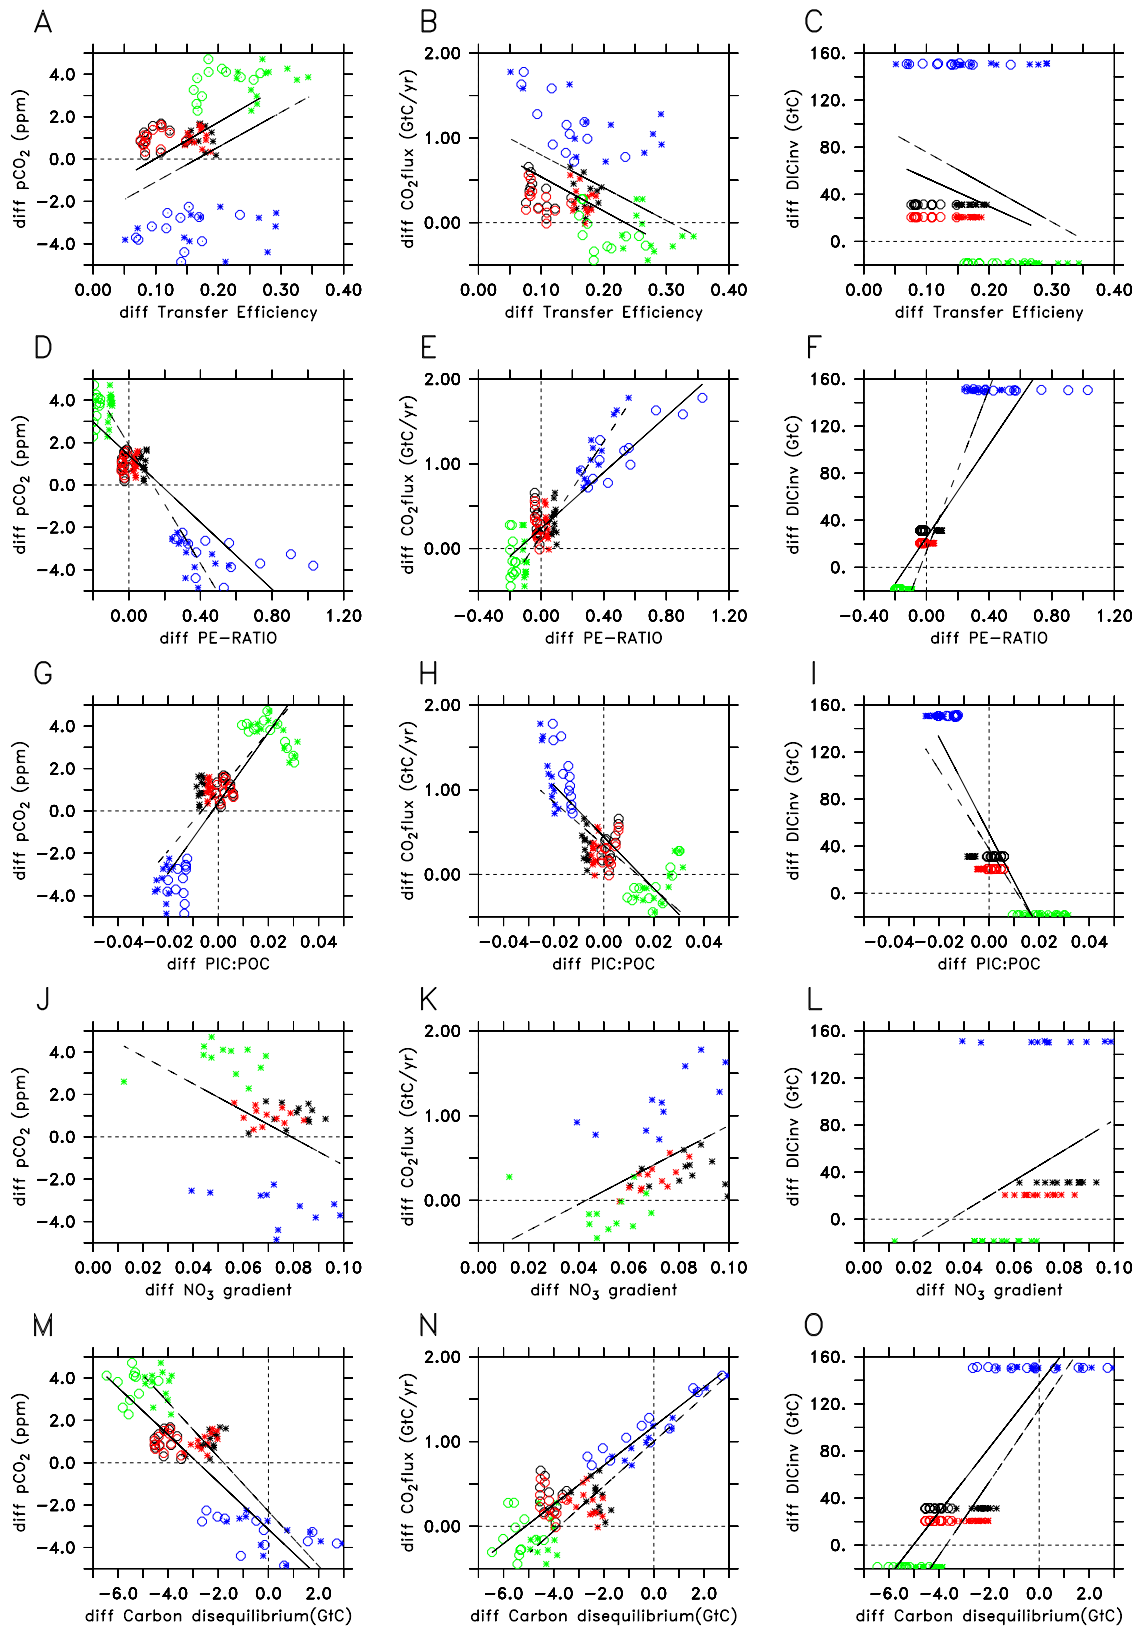 A B C
diff pCO2 (ppm)
4.0
2.0
0.0
−2.0
−4.0
0.00 0.10 0.20 0.30 0.40
diff Transfer Efficiency
diff CO2flux (GtC/yr)
2.00
1.00
0.00
0.00 0.10 0.20 0.30 0.40
diff Transfer Efficiency
diff DICinv (GtC)
160.
120.
80.
40.
0.
0.00 0.10 0.20 0.30 0.40
diff Transfer Efficieny
D E F
diff pCO2 (ppm)
4.0
2.0
0.0
−2.0
−4.0
0.00 0.40 0.80 1.20
diff PE−RATIO
diff CO2flux (GtC/yr)
2.00
1.00
0.00
0.00 0.40 0.80 1.20
diff PE−RATIO
diff DICinv (GtC)
160.
120.
80.
40.
0.
−0.40 0.00 0.40 0.80 1.20
diff PE−RATIO
G H I
diff pCO2 (ppm)
4.0
2.0
0.0
−2.0
−4.0
−0.04−0.02 0.00 0.02 0.04
diff PIC:POC
diff CO2flux (GtC/yr)
2.00
1.00
0.00
−0.04−0.02 0.00 0.02 0.04
diff PIC:POC
diff DICinv (GtC)
160.
120.
80.
40.
0.
−0.04−0.02 0.00 0.02 0.04
diff PIC:POC
J K L
diff pCO2 (ppm)
4.0
2.0
0.0
−2.0
−4.0
0.00 0.02 0.04 0.06 0.08 0.10
diff NO3 gradient
diff CO2flux (GtC/yr)
2.00
1.00
0.00
0.00 0.02 0.04 0.06 0.08 0.10
diff NO3 gradient
diff DICinv (GtC)
160.
120.
80.
40.
0.
0.00 0.02 0.04 0.06 0.08 0.10
diff NO3 gradient
M N O
diff pCO2 (ppm)
4.0
2.0
0.0
−2.0
−4.0
−6.0 −4.0 −2.0 0.0 2.0
diff Carbon disequilibrium(GtC)
diff CO2flux (GtC/yr)
2.00
1.00
0.00
−6.0 −4.0 −2.0 0.0 2.0
diff Carbon disequilibrium(GtC)
diff DICinv (GtC)
160.
120.
80.
40.
0.
−6.0 −4.0 −2.0 0.0 2.0
diff Carbon disequilibrium(GtC)